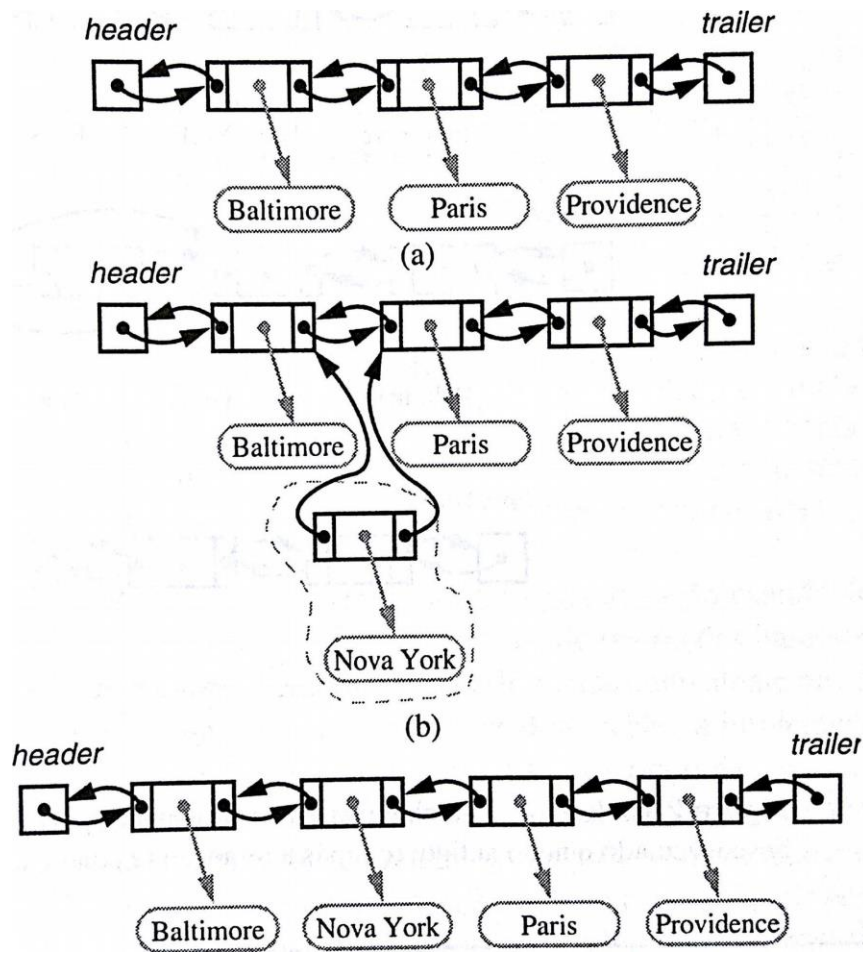 header trailer
Baltimore Paris Providence
(a)
header trailer
Baltimore Paris Providence
Nova York
(b)
header trailer
Baltimore Nova York Paris Providence